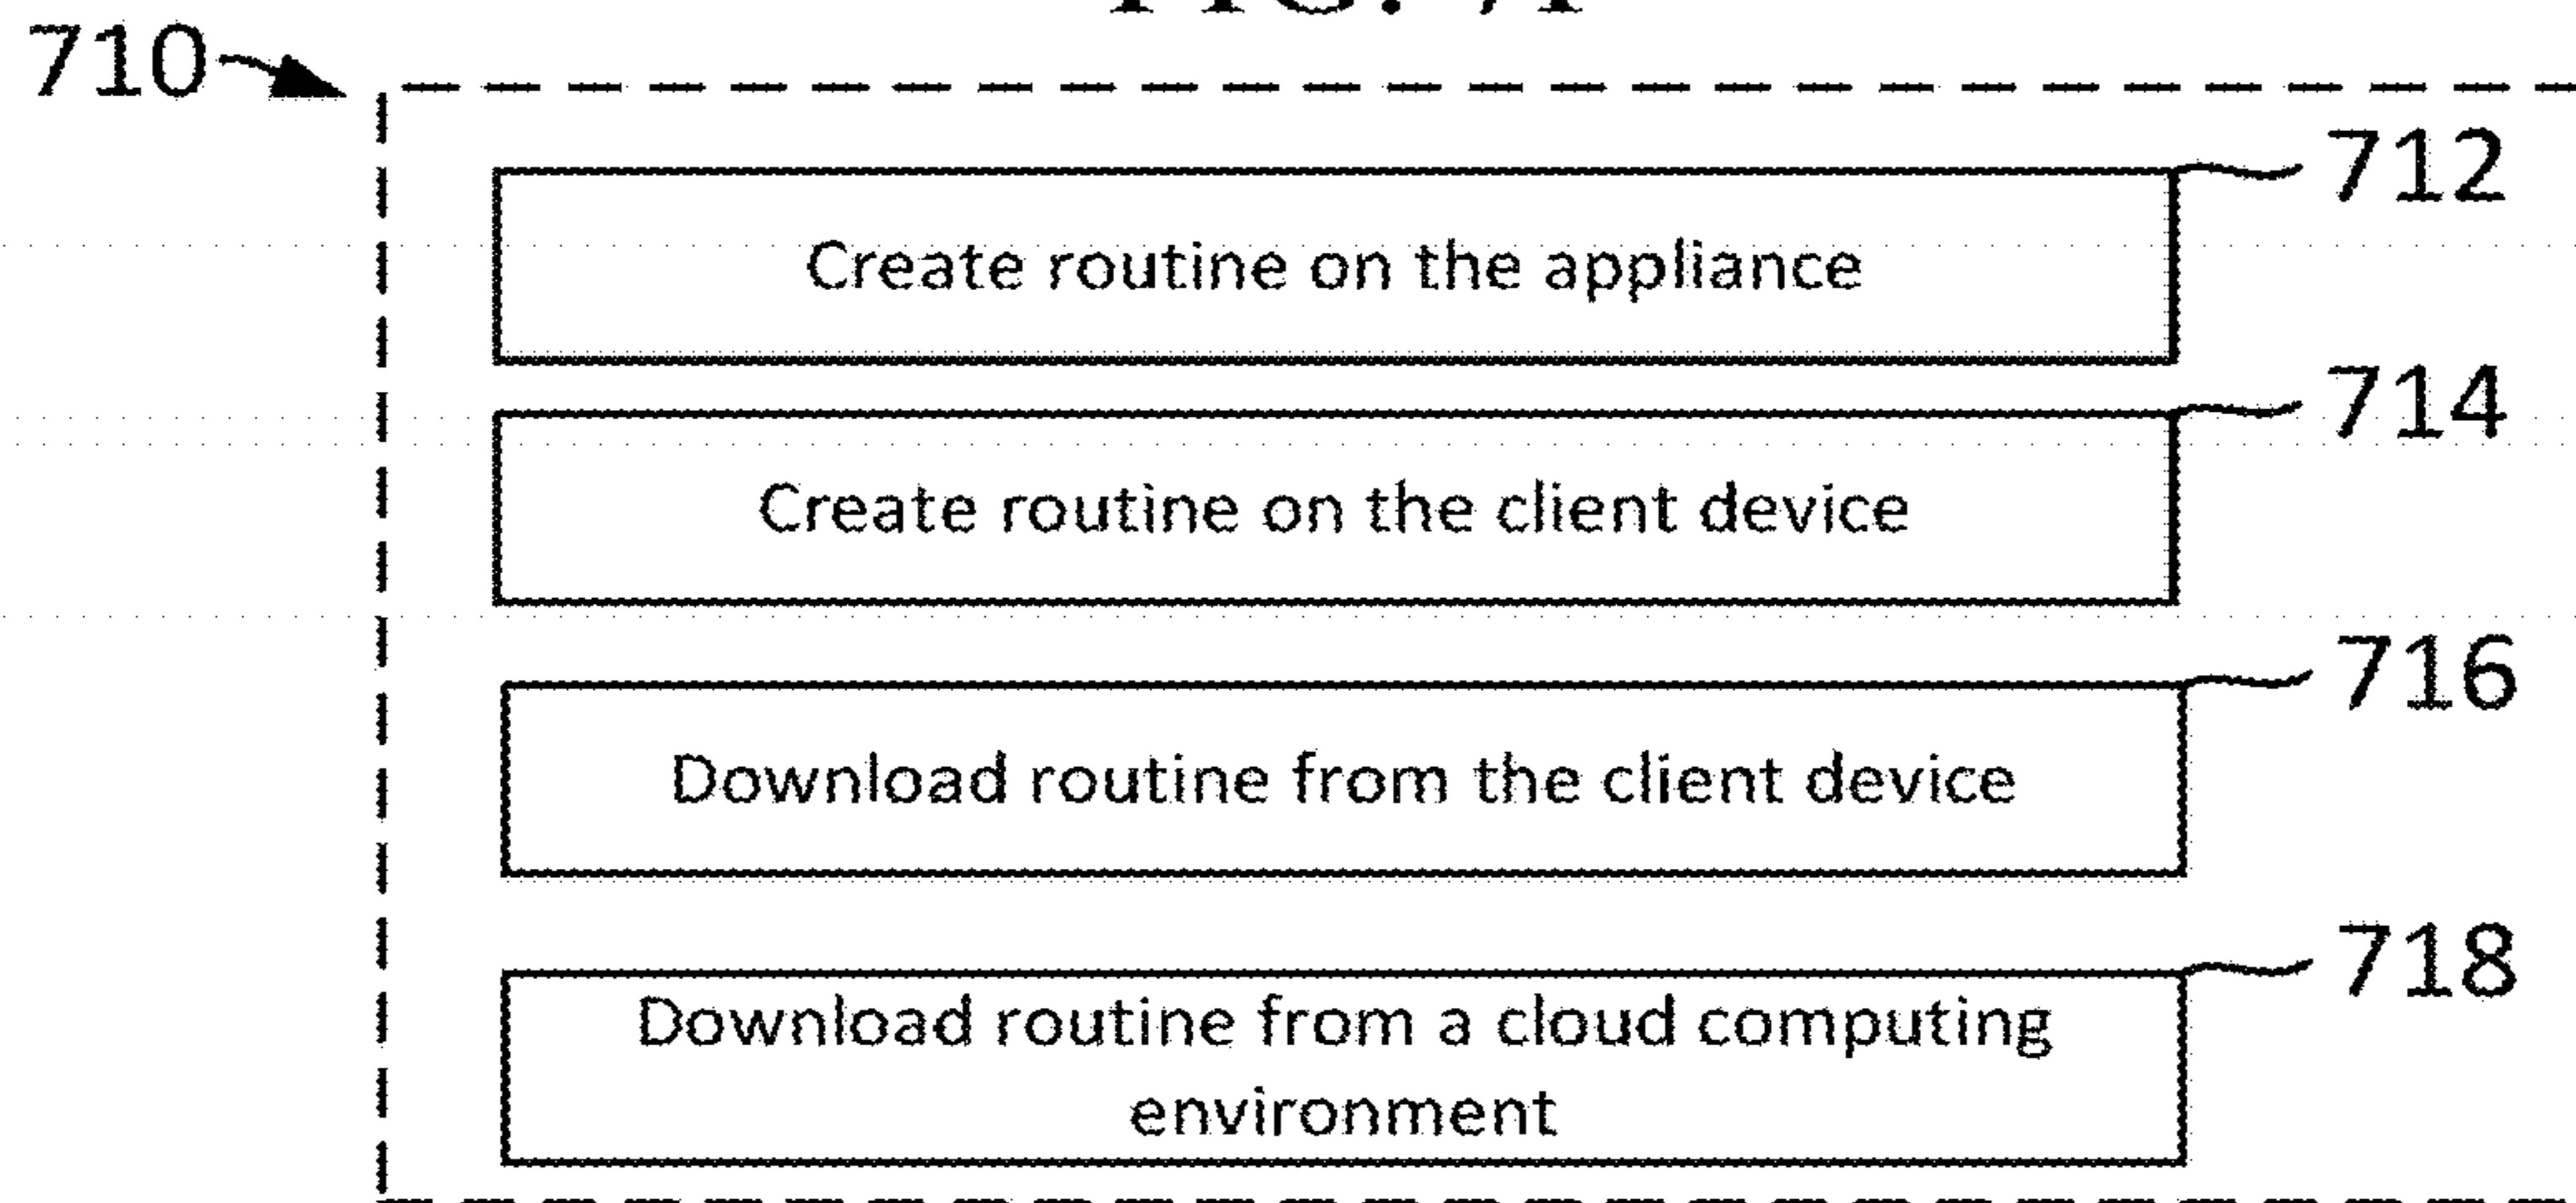 710
712
Create routine on the appliance
714
Create routine on the client device
716
Download routine from the client device
718
Download routine from a cloud computing
environment